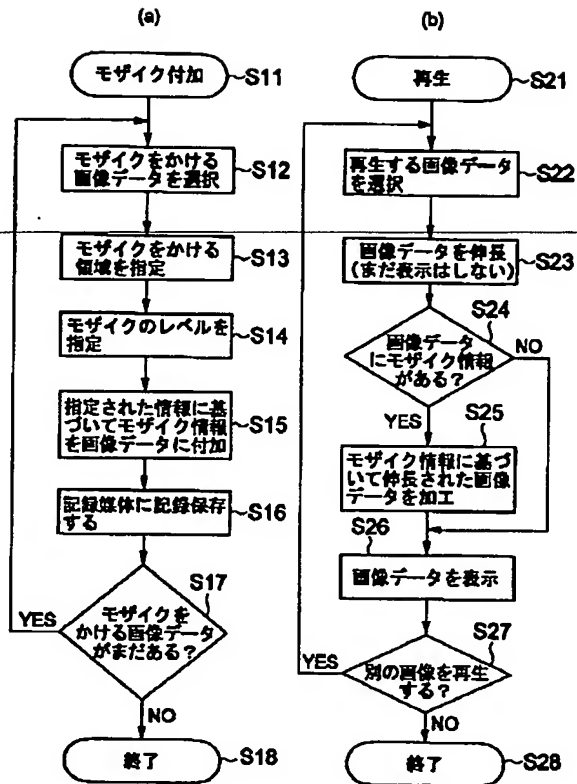 (a)
モザイク付加
S11
モザイクをかける
画像データを選択
S12
モザイクをかける
領域を指定
S13
モザイクのレベルを
指定
S14
指定された情報に基
づいてモザイク情報
を画像データに付加
S15
記録媒体に記録保存
する
S16
S17
モザイクを
かける画像データ
がまだある？
YES
NO
終了
S18
(b)
再生
S21
再生する画像データ
を選択
S22
画像データを伸長
(まだ表示はしない)
S23
S24
画像データ
にモザイク情報
がある？
NO
YES
S25
モザイク情報に基づ
いて伸長された画像
データを加工
S26
画像データを表示
S27
別の画像を再生
する？
YES
NO
終了
S28